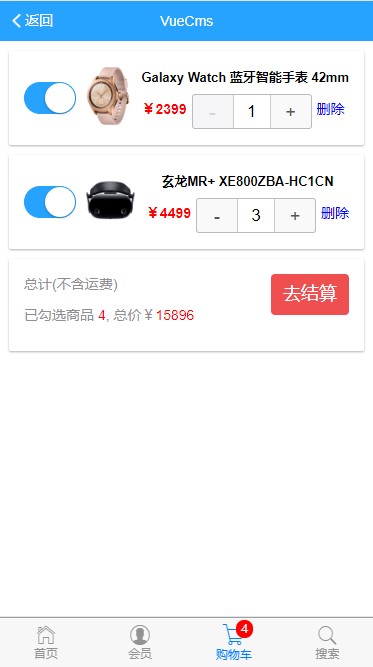 返回
VueCms
Galaxy Watch 蓝牙智能手表 42mm
￥2399 - 1 + 删除
玄龙MR+ XE800ZBA-HC1CN
￥4499 - 3 + 删除
总计(不含运费)
去结算
已勾选商品 4, 总价￥15896
4
首页 会员 购物车 搜索